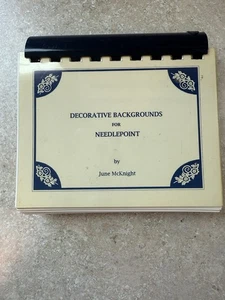 DECORATIVE BACKGROUNDS
FOR
NEEDLEPOINT
by
June McKnight